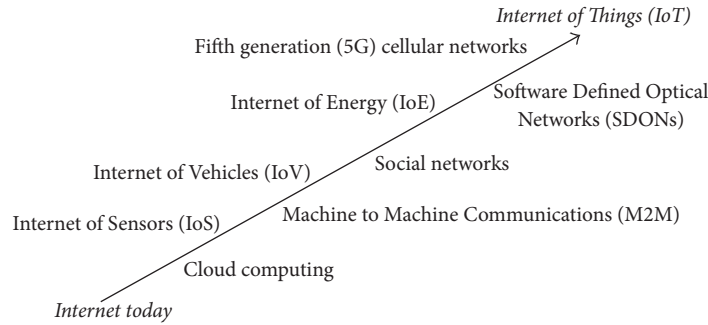 Internet of Things (IoT)
Fifth generation (5G) cellular networks
Internet of Energy (IoE)
Software Defined Optical
Networks (SDONs)
Internet of Vehicles (IoV)
Social networks
Internet of Sensors (IoS)
Machine to Machine Communications (M2M)
Cloud computing
Internet today